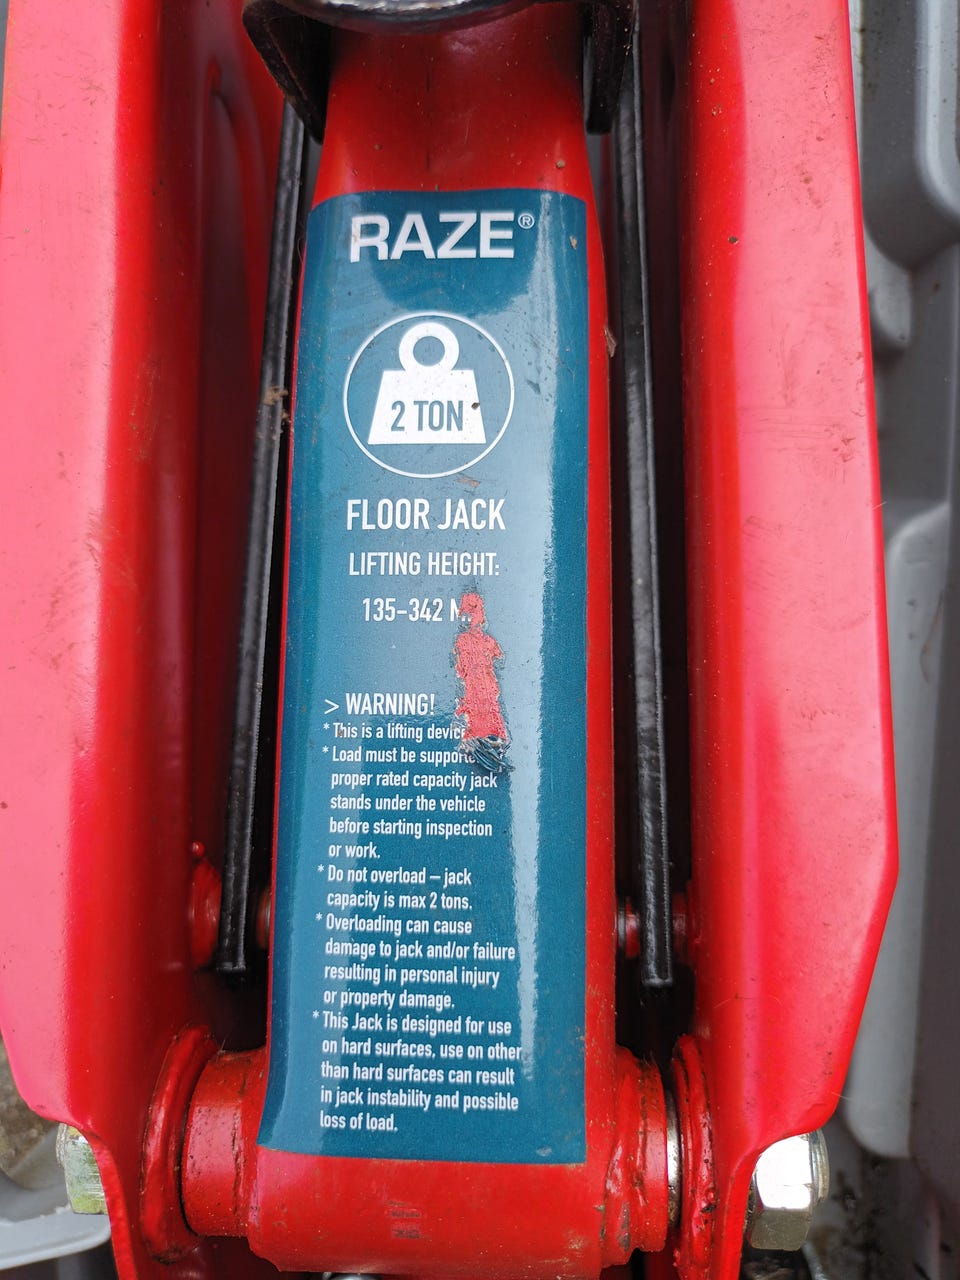 RAZE®
2 TON
FLOOR JACK
LIFTING HEIGHT:
135-342
> WARNING!
* This is a lifting
* Load must be
proper rated capacity jack
stands under the vehicle
before starting inspection
or work.
* Do not overload – jack
capacity is max 2 tons.
* Overloading can cause
damage to jack and/or failure
resulting in personal injury
or property damage.
* This Jack is designed for use
on hard surfaces, use on other
than hard surfaces can result
in jack instability and possible
loss of load.